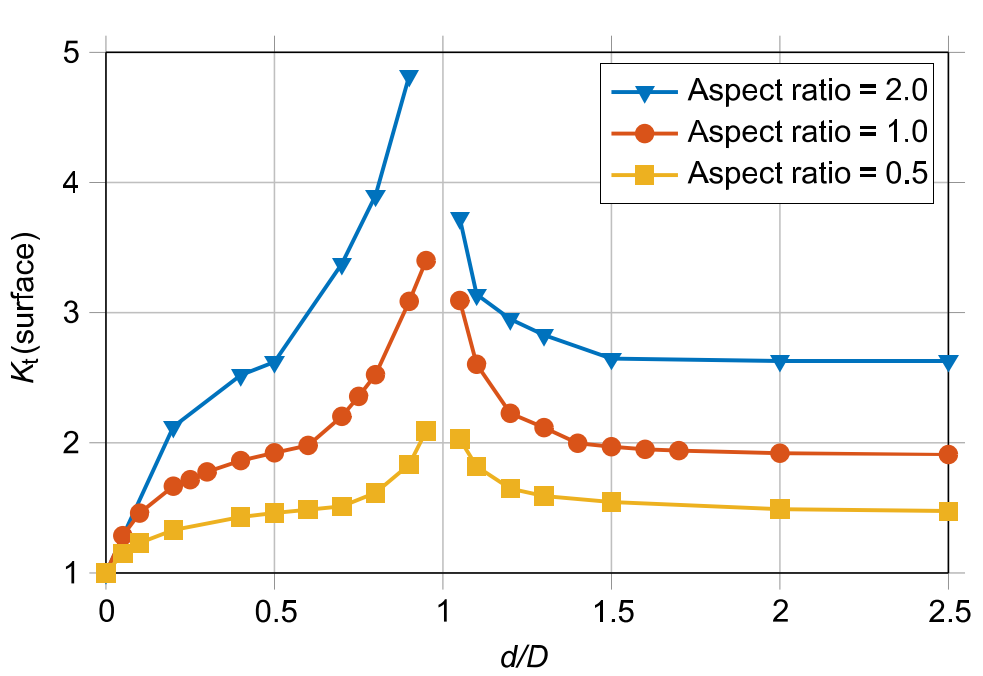 5
4
3
2
1
Kt (surface)
0 0.5 1 1.5 2 2.5
d/D
Aspect ratio = 2.0
Aspect ratio = 1.0
Aspect ratio = 0.5